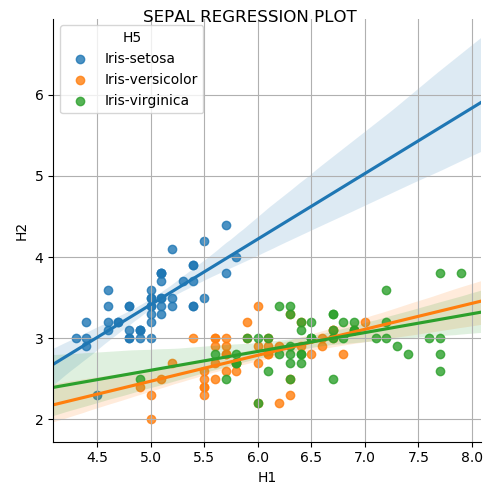 SEPAL REGRESSION PLOT
H5
Iris-setosa
Iris-versicolor
Iris-virginica
6
5
4
3
2
H2
4.5 5.0 5.5 6.0 6.5 7.0 7.5 8.0
H1